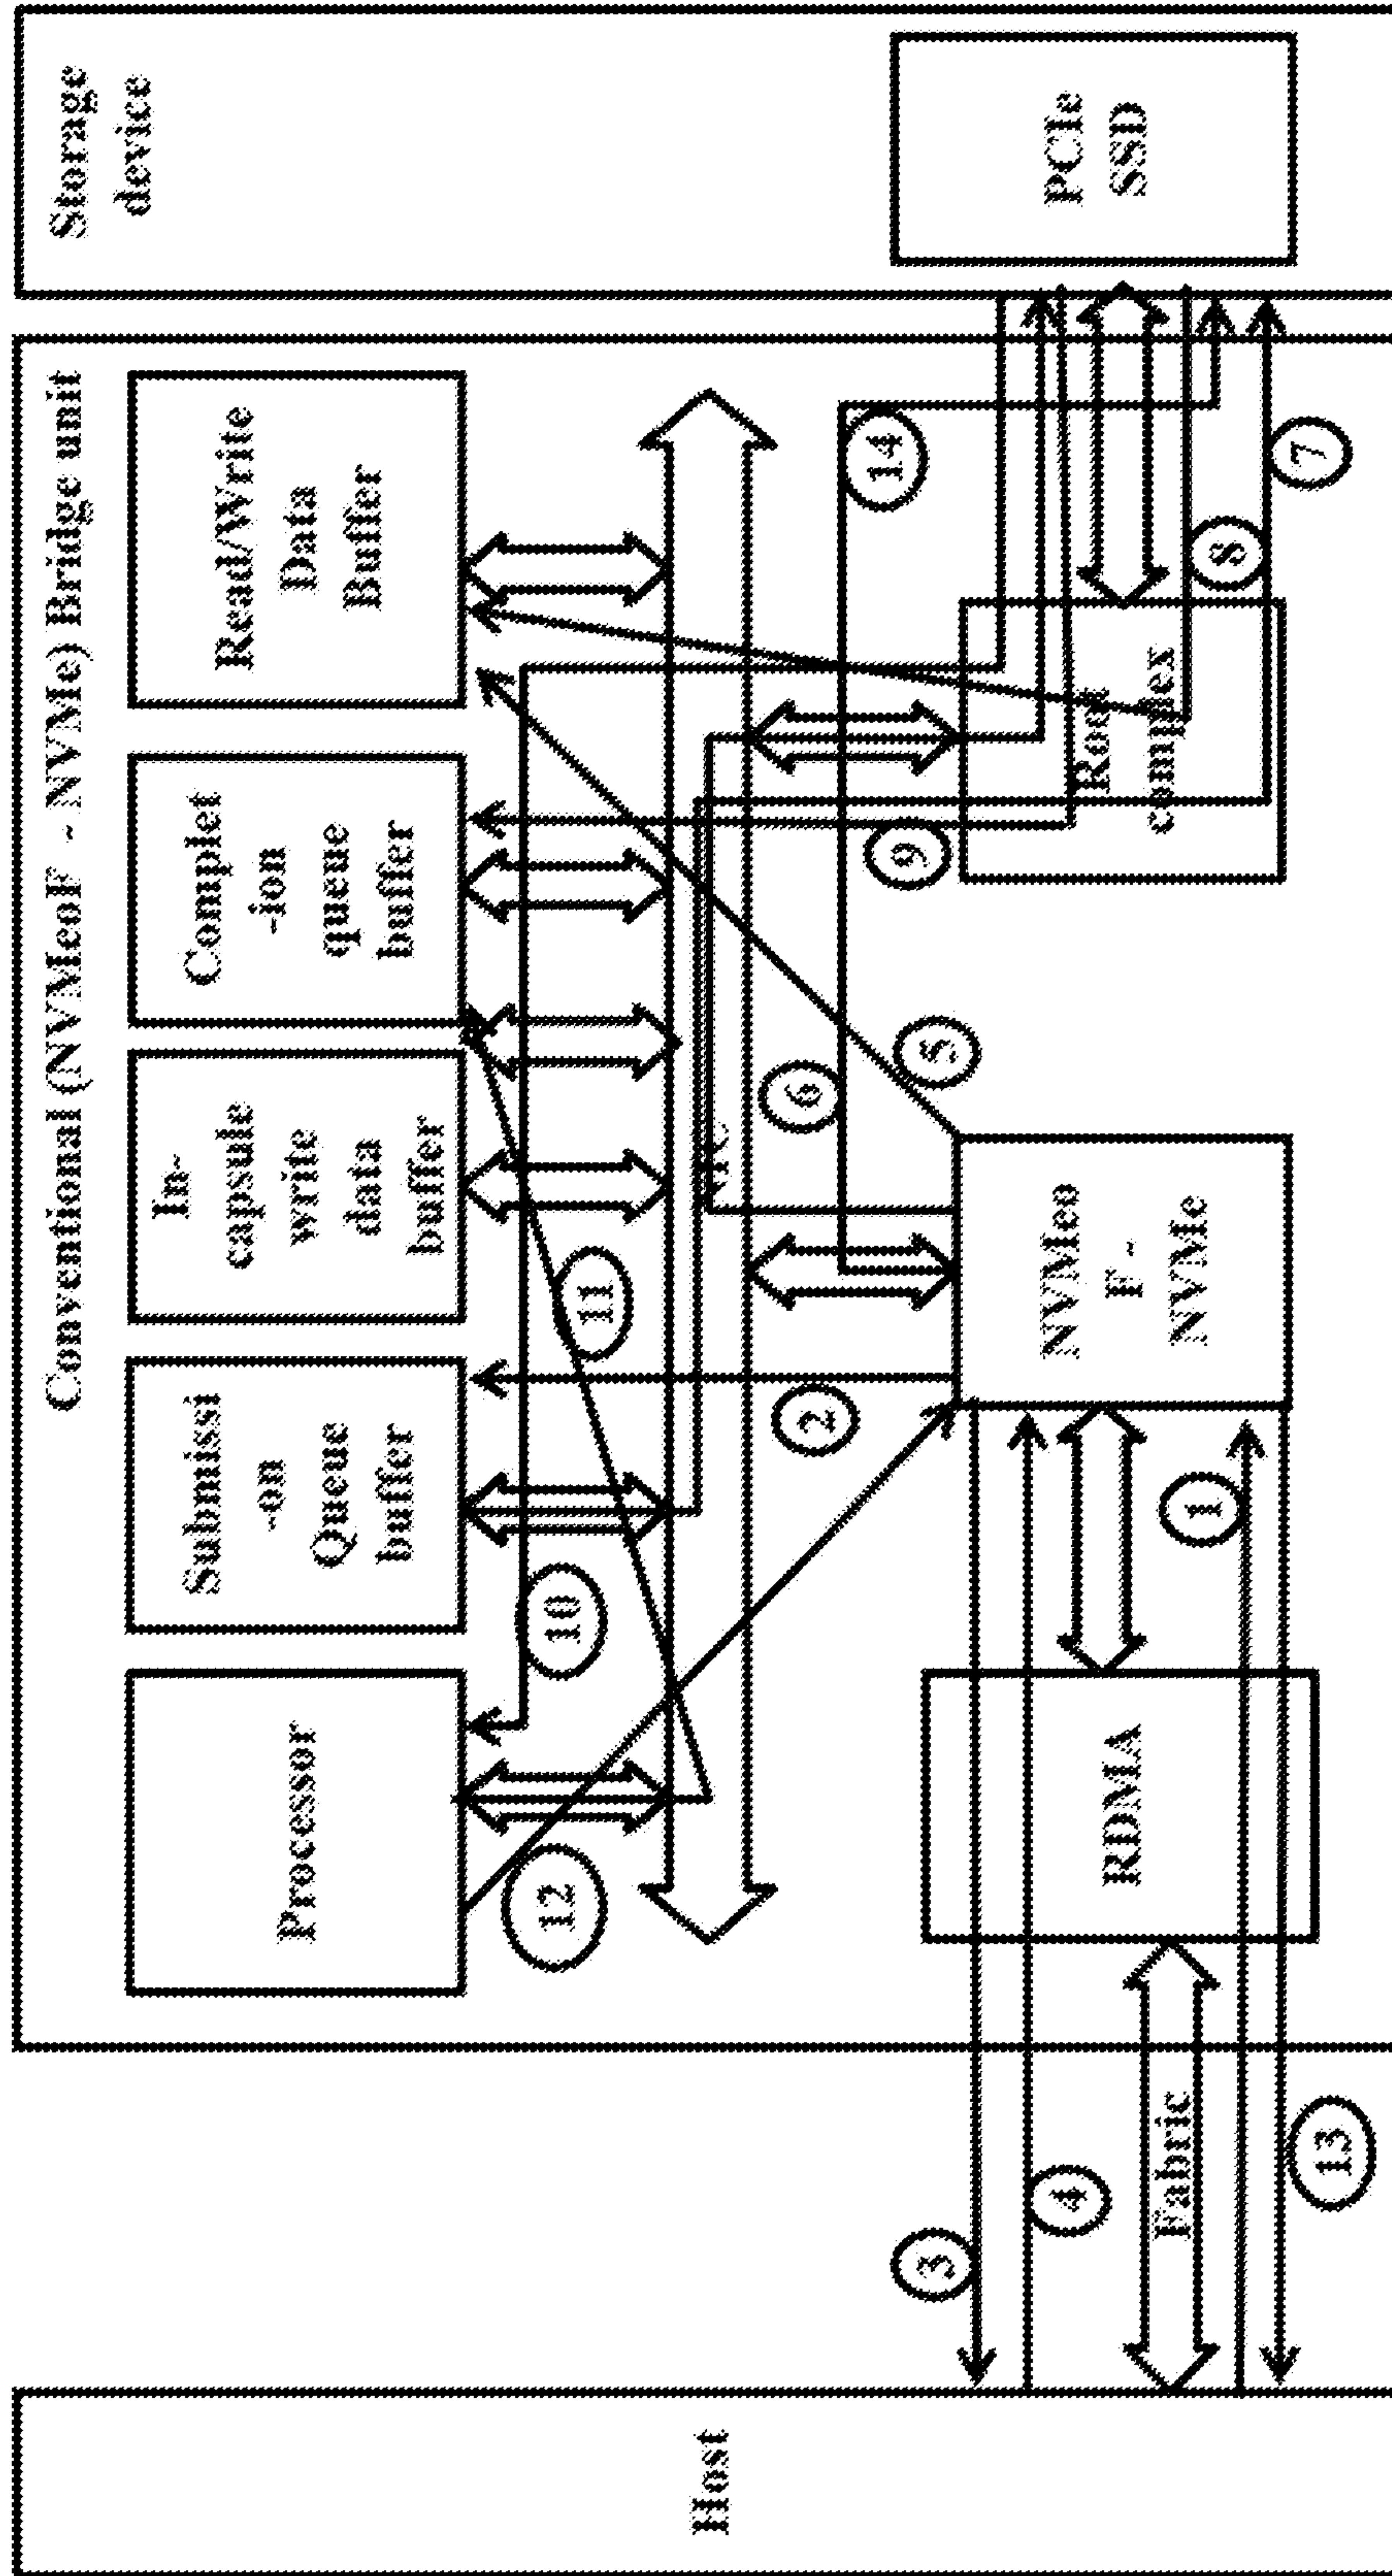 Conventional (NVMeoF - NVMe) Bridge unit
Storage
device
Processor
Submissi
-on
Queue
buffer
In-
capsule
write
data
buffer
Complet
-ion
queue
buffer
Read/Write
Data
Buffer
12
10
11
2
6
5
9
14
Host
3
4
Fabric
13
RDMA
1
NVMeo
F -
NVMe
Root
complex
8
7
PCIe
SSD